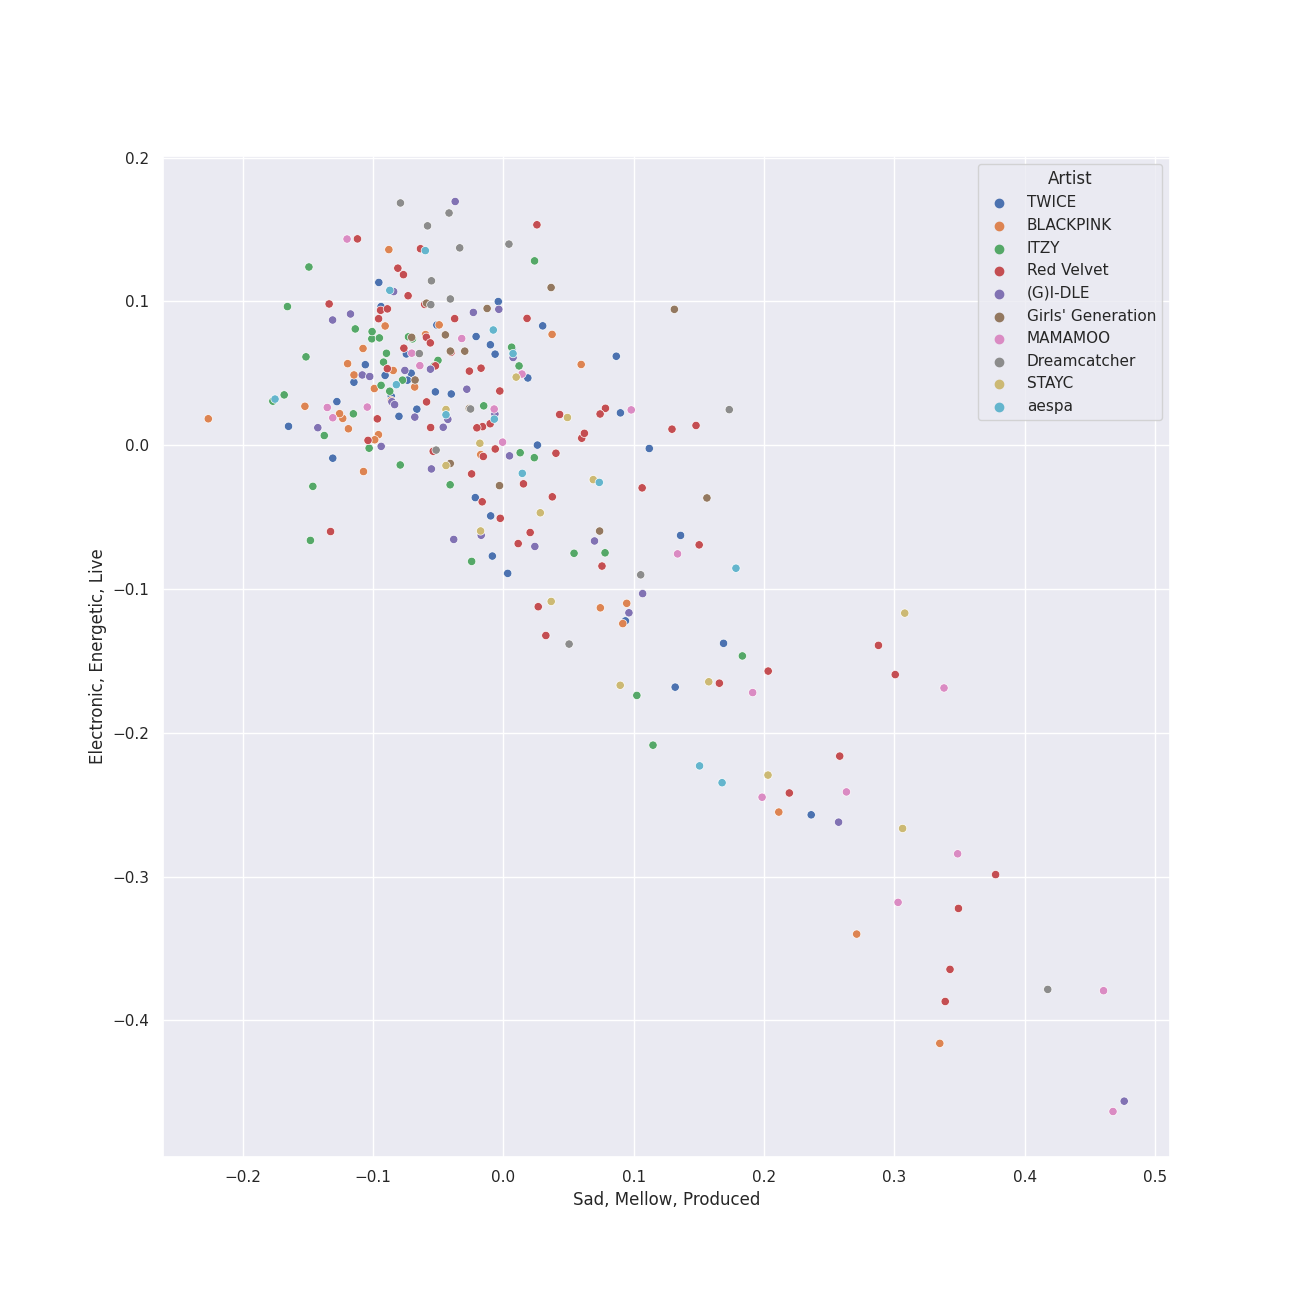 0.2
0.1
0.0
−0.1
−0.2
−0.3
−0.4
Electronic, Energetic, Live
Artist
TWICE
BLACKPINK
ITZY
Red Velvet
(G)I-DLE
Girls' Generation
MAMAMOO
Dreamcatcher
STAYC
aespa
−0.2 −0.1 0.0 0.1 0.2 0.3 0.4 0.5
Sad, Mellow, Produced